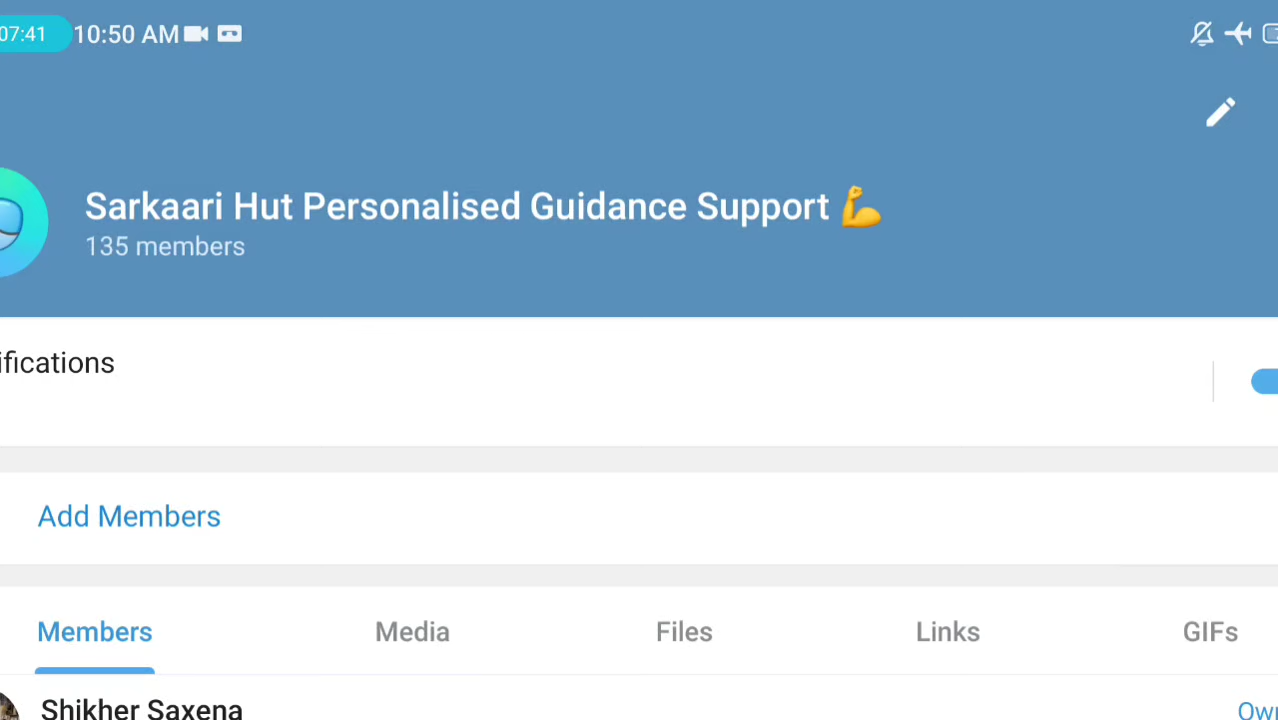 07:41 10:50 AM
Sarkaari Hut Personalised Guidance Support 💪
135 members
ifications
Add Members
Members Media Files Links GIFs
Shikher Saxena Own